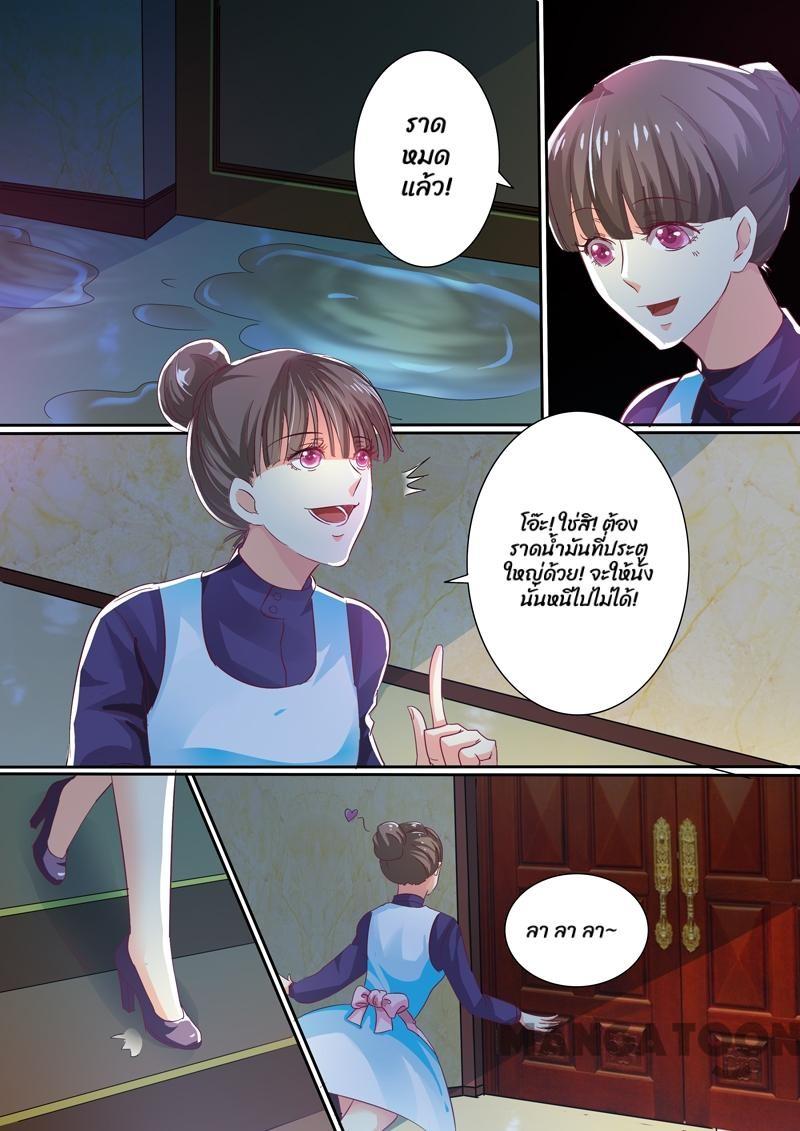 ราด
หมด
แล้ว!
โอ๊ะ! ใช่สิ! ต้อง
ราดน้ำมันที่ประตู
ใหญ่ด้วย! จะให้นัง
นั่นหนีไปไม่ได้!
ลา ลา ลา~
MANGATOON